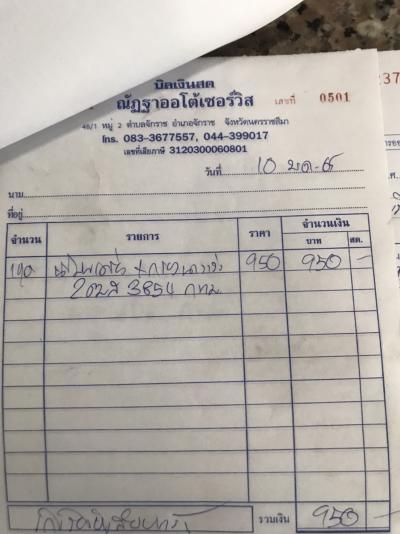 บิลเงินสด
ณัฏฐาออโต้เซอร์วิส เลขที่ 0501
48/1 หมู่ 2 ตำบลจักราช อำเภอจักราช จังหวัดนครราชสีมา
โทร. 083-3677557, 044-399017
เลขที่เสียภาษี 3120300060801
วันที่ 10
นาม
ที่อยู่
จำนวน รายการ ราคา จำนวนเงิน
บาท สต.
950 950 -
3854 กทม.
รวมเงิน 950 -